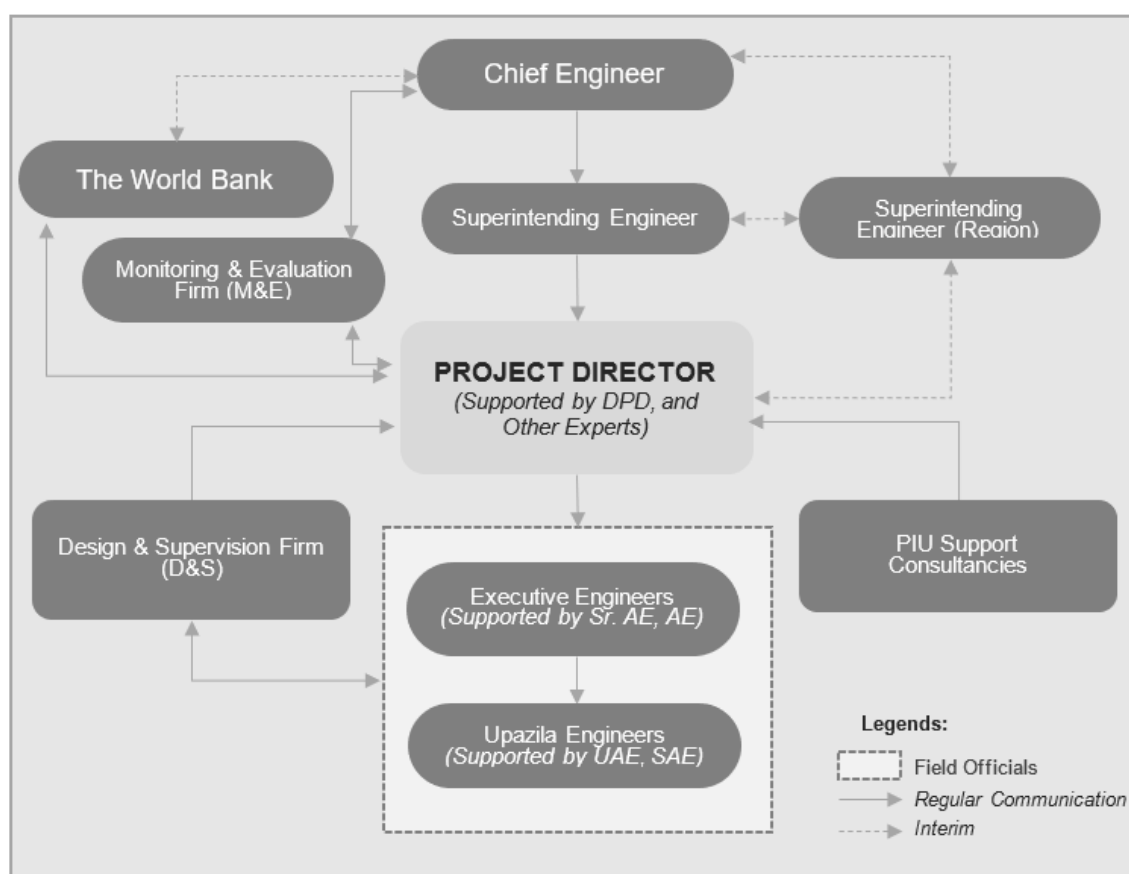 Chief Engineer
The World Bank
Superintending Engineer
Superintending
Engineer (Region)
Monitoring & Evaluation
Firm (M&E)
PROJECT DIRECTOR
(Supported by DPD, and
Other Experts)
Design & Supervision Firm
(D&S)
PIU Support
Consultancies
Executive Engineers
(Supported by Sr. AE, AE)
Upazila Engineers
(Supported by UAE, SAE)
Legends:
Field Officials
Regular Communication
Interim